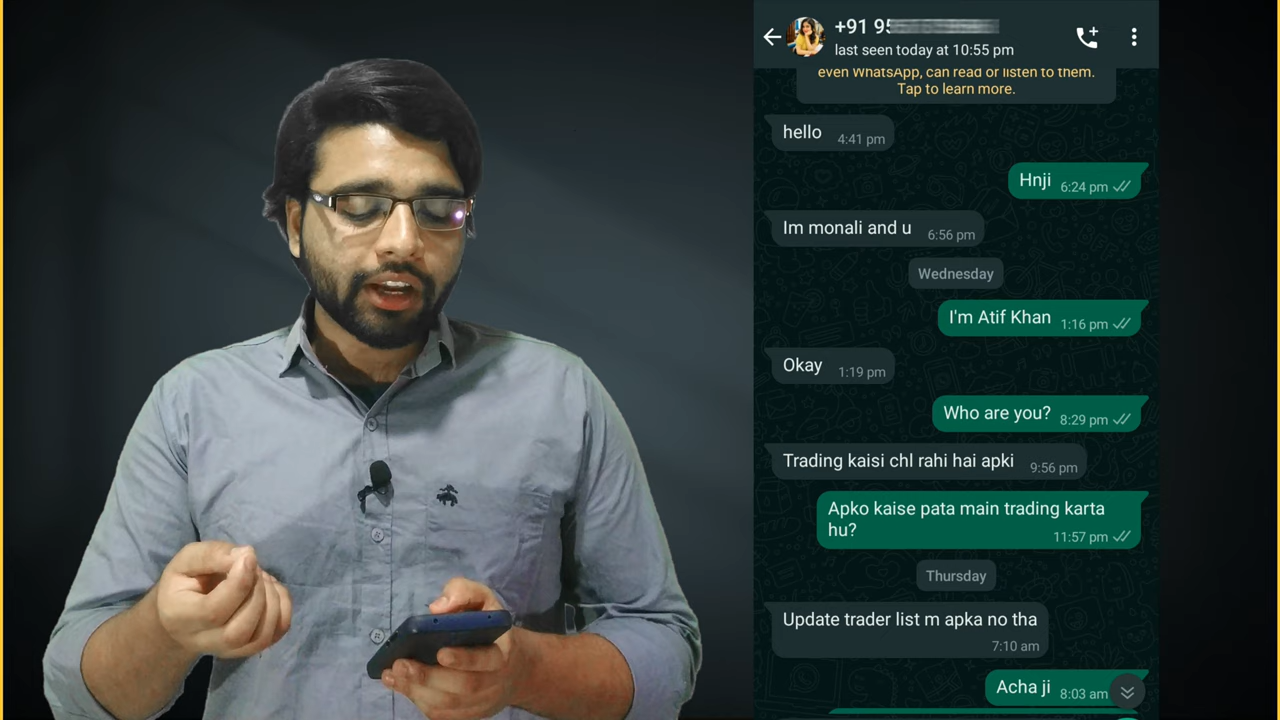 +91 95
last seen today at 10:55 pm
even WhatsApp, can read or listen to them.
Tap to learn more.
hello 4:41 pm
Hnji 6:24 pm
Im monali and u 6:56 pm
Wednesday
I'm Atif Khan 1:16 pm
Okay 1:19 pm
Who are you? 8:29 pm
Trading kaisi chl rahi hai apki 9:56 pm
Apko kaise pata main trading karta
hu? 11:57 pm
Thursday
Update trader list m apka no tha
7:10 am
Acha ji 8:03 am